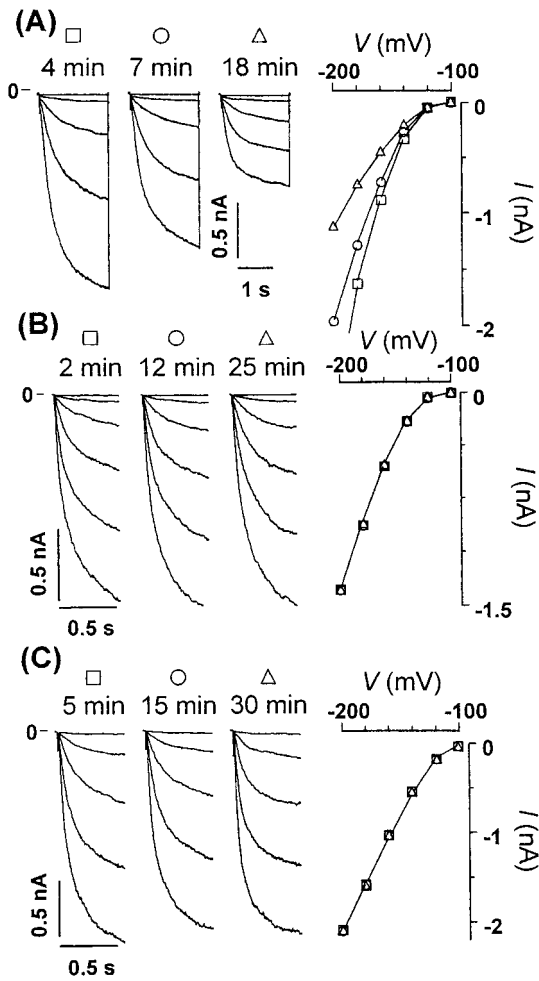 (A)
4 min 7 min 18 min
0
0.5 nA
1 s
V (mV)
-200 -100
0
-1
-2
I (nA)
(B)
2 min 12 min 25 min
0
0.5 nA
0.5 s
V (mV)
-200 -100
0
-1.5
I (nA)
(C)
5 min 15 min 30 min
0
0.5 nA
0.5 s
V (mV)
-200 -100
0
-1
-2
I (nA)